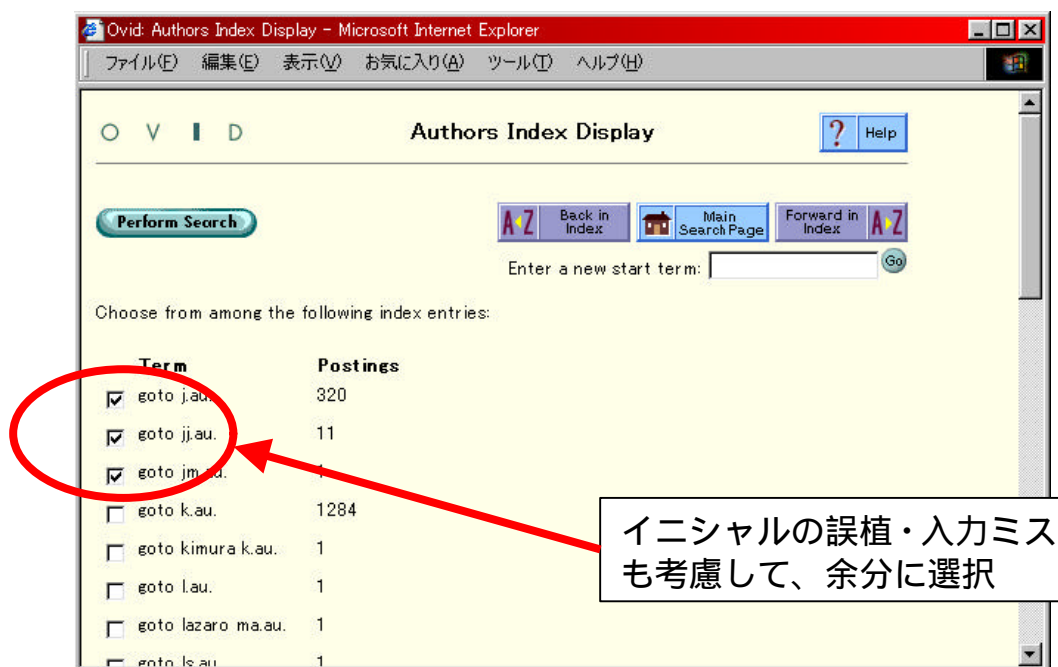 Ovid: Authors Index Display - Microsoft Internet Explorer
ファイル(F) 編集(E) 表示(V) お気に入り(A) ツール(T) ヘルプ(H)
O V I D Authors Index Display ? Help
Perform Search A Z Back in Index Main Search Page Forward in Index A Z
Enter a new start term: Go
Choose from among the following index entries:
Term Postings
goto j.au. 320
goto jj.au. 11
goto jm.au.
goto k.au. 1284
goto kimura k.au. 1
goto l.au. 1
goto lazaro ma.au. 1
goto ls.au. 1
イニシャルの誤植・入力ミス
も考慮して、余分に選択